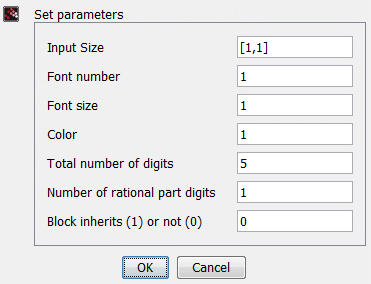 Set parameters
Input Size [1,1]
Font number 1
Font size 1
Color 1
Total number of digits 5
Number of rational part digits 1
Block inherits (1) or not (0) 0
OK Cancel